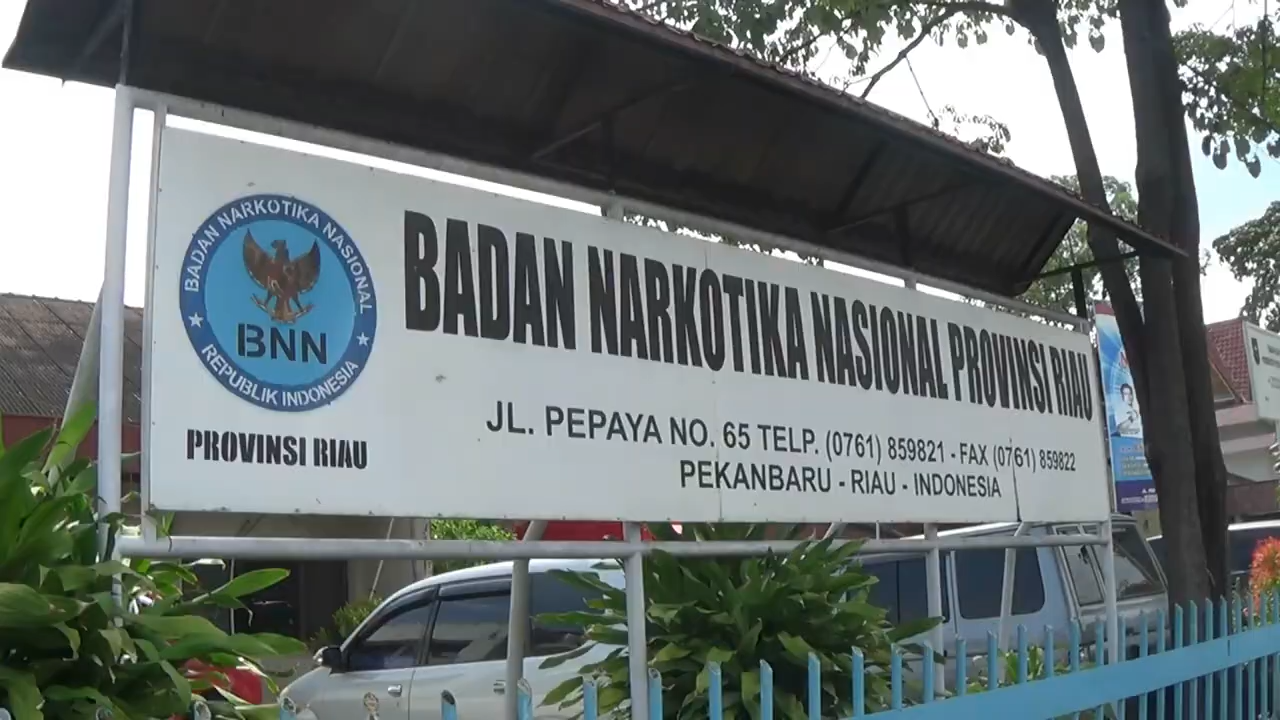 BADAN NARKOTIKA NASIONAL
BNN
REPUBLIK INDONESIA
PROVINSI RIAU
BADAN NARKOTIKA NASIONAL PROVINSI RIAU
JL. PEPAYA NO. 65 TELP. (0761) 859821 - FAX (0761) 859822
PEKANBARU - RIAU - INDONESIA